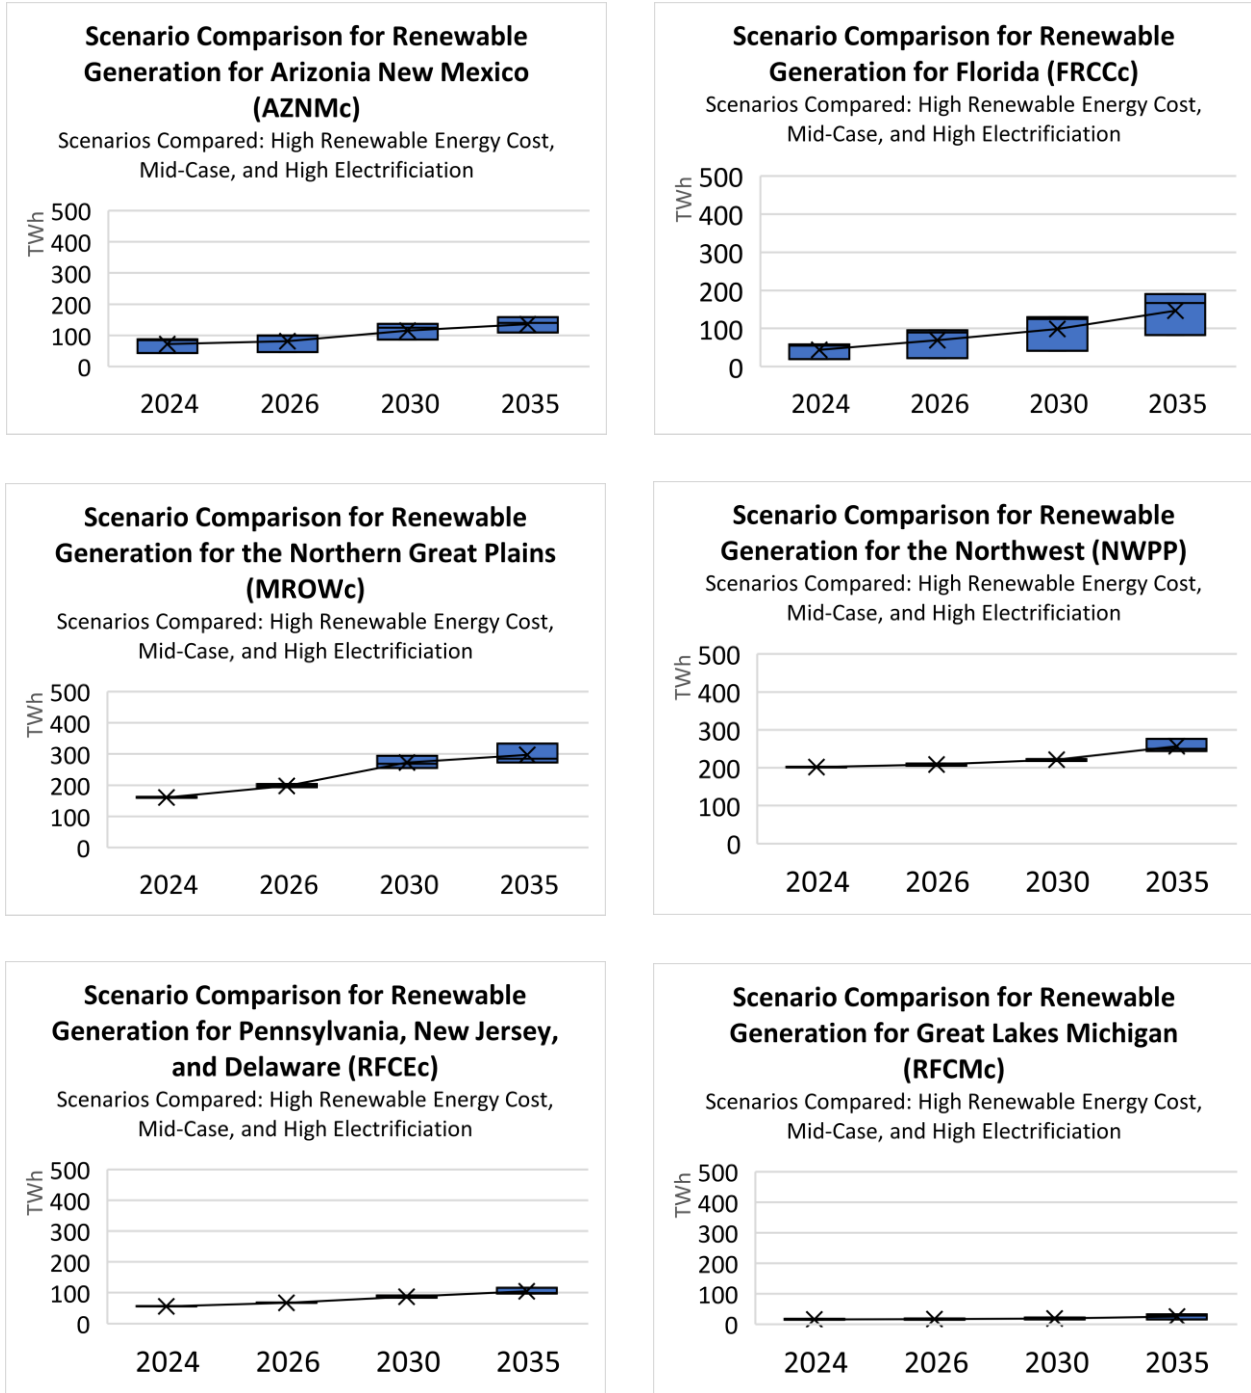 Scenario Comparison for Renewable
Generation for Arizonia New Mexico
(AZNMc)
Scenarios Compared: High Renewable Energy Cost,
Mid-Case, and High Electrificiation
TWh
500
400
300
200
100
0
2024 2026 2030 2035
Scenario Comparison for Renewable
Generation for Florida (FRCCc)
Scenarios Compared: High Renewable Energy Cost,
Mid-Case, and High Electrificiation
TWh
500
400
300
200
100
0
2024 2026 2030 2035
Scenario Comparison for Renewable
Generation for the Northern Great Plains
(MROWc)
Scenarios Compared: High Renewable Energy Cost,
Mid-Case, and High Electrificiation
TWh
500
400
300
200
100
0
2024 2026 2030 2035
Scenario Comparison for Renewable
Generation for the Northwest (NWPP)
Scenarios Compared: High Renewable Energy Cost,
Mid-Case, and High Electrificiation
TWh
500
400
300
200
100
0
2024 2026 2030 2035
Scenario Comparison for Renewable
Generation for Pennsylvania, New Jersey,
and Delaware (RFCEc)
Scenarios Compared: High Renewable Energy Cost,
Mid-Case, and High Electrificiation
TWh
500
400
300
200
100
0
2024 2026 2030 2035
Scenario Comparison for Renewable
Generation for Great Lakes Michigan
(RFCMc)
Scenarios Compared: High Renewable Energy Cost,
Mid-Case, and High Electrificiation
TWh
500
400
300
200
100
0
2024 2026 2030 2035